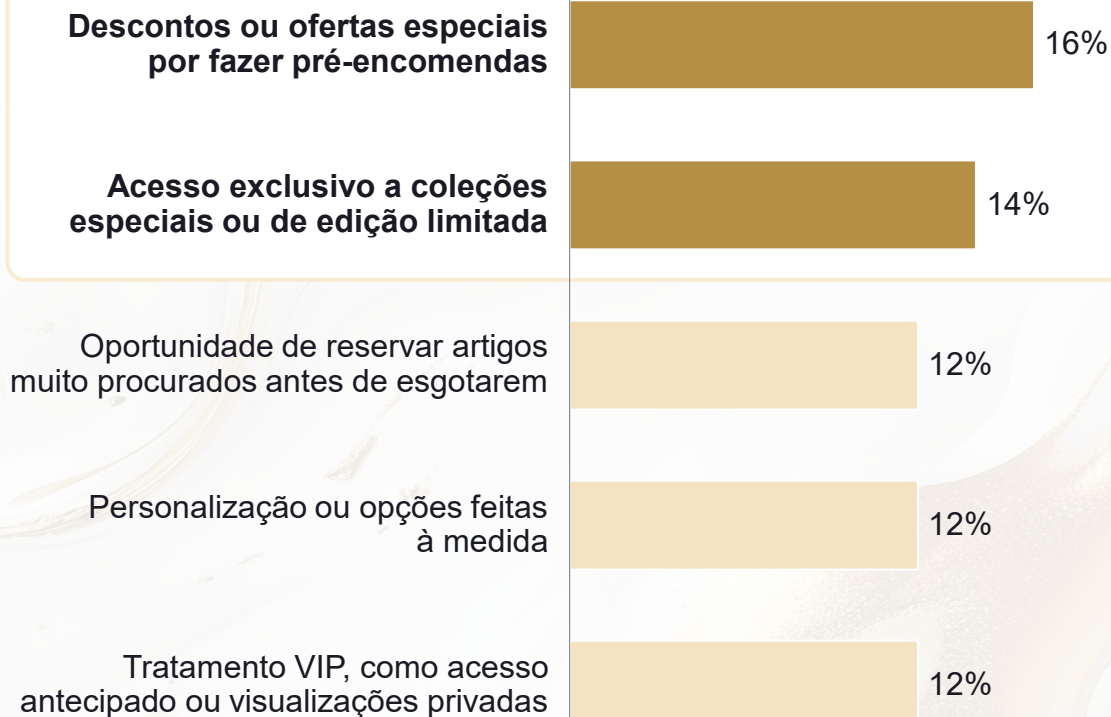 Descontos ou ofertas especiais
por fazer pré-encomendas
16%
Acesso exclusivo a coleções
especiais ou de edição limitada
14%
Oportunidade de reservar artigos
muito procurados antes de esgotarem
12%
Personalização ou opções feitas
à medida
12%
Tratamento VIP, como acesso
antecipado ou visualizações privadas
12%